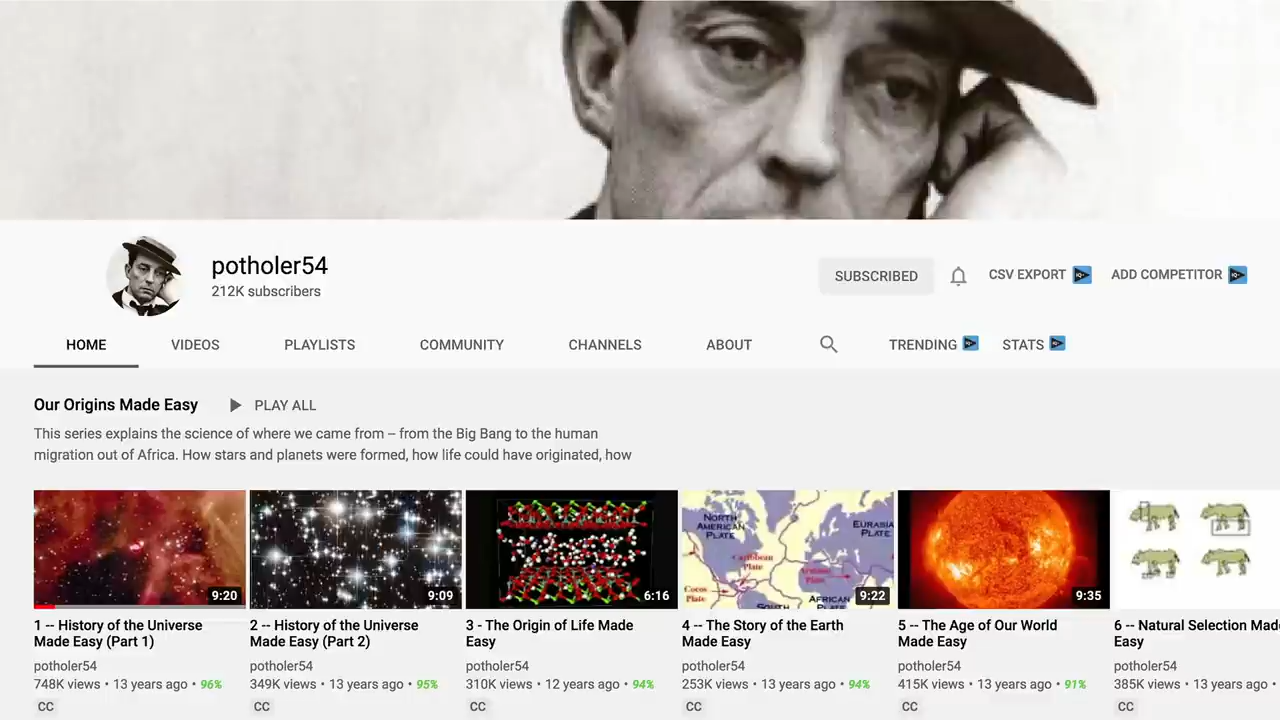 potholer54
212K subscribers
SUBSCRIBED
CSV EXPORT
ADD COMPETITOR
HOME
VIDEOS
PLAYLISTS
COMMUNITY
CHANNELS
ABOUT
TRENDING
STATS
Our Origins Made Easy
PLAY ALL
This series explains the science of where we came from – from the Big Bang to the human
migration out of Africa. How stars and planets were formed, how life could have originated, how
9:20
1 -- History of the Universe
Made Easy (Part 1)
potholer54
748K views • 13 years ago • 96%
CC
9:09
2 -- History of the Universe
Made Easy (Part 2)
potholer54
349K views • 13 years ago • 95%
CC
6:16
3 - The Origin of Life Made
Easy
potholer54
310K views • 12 years ago • 94%
CC
NORTH
AMERICAN
PLATE
EURASIA
PLATE
Caribbean
Plate
Arabian
Plate
Cocos
Plate
SOUTH
AFRICAN
PLATE
9:22
4 -- The Story of the Earth
Made Easy
potholer54
253K views • 13 years ago • 94%
CC
9:35
5 -- The Age of Our World
Made Easy
potholer54
415K views • 13 years ago • 91%
CC
6 -- Natural Selection Made
Easy
potholer54
385K views • 13 years ago •
CC